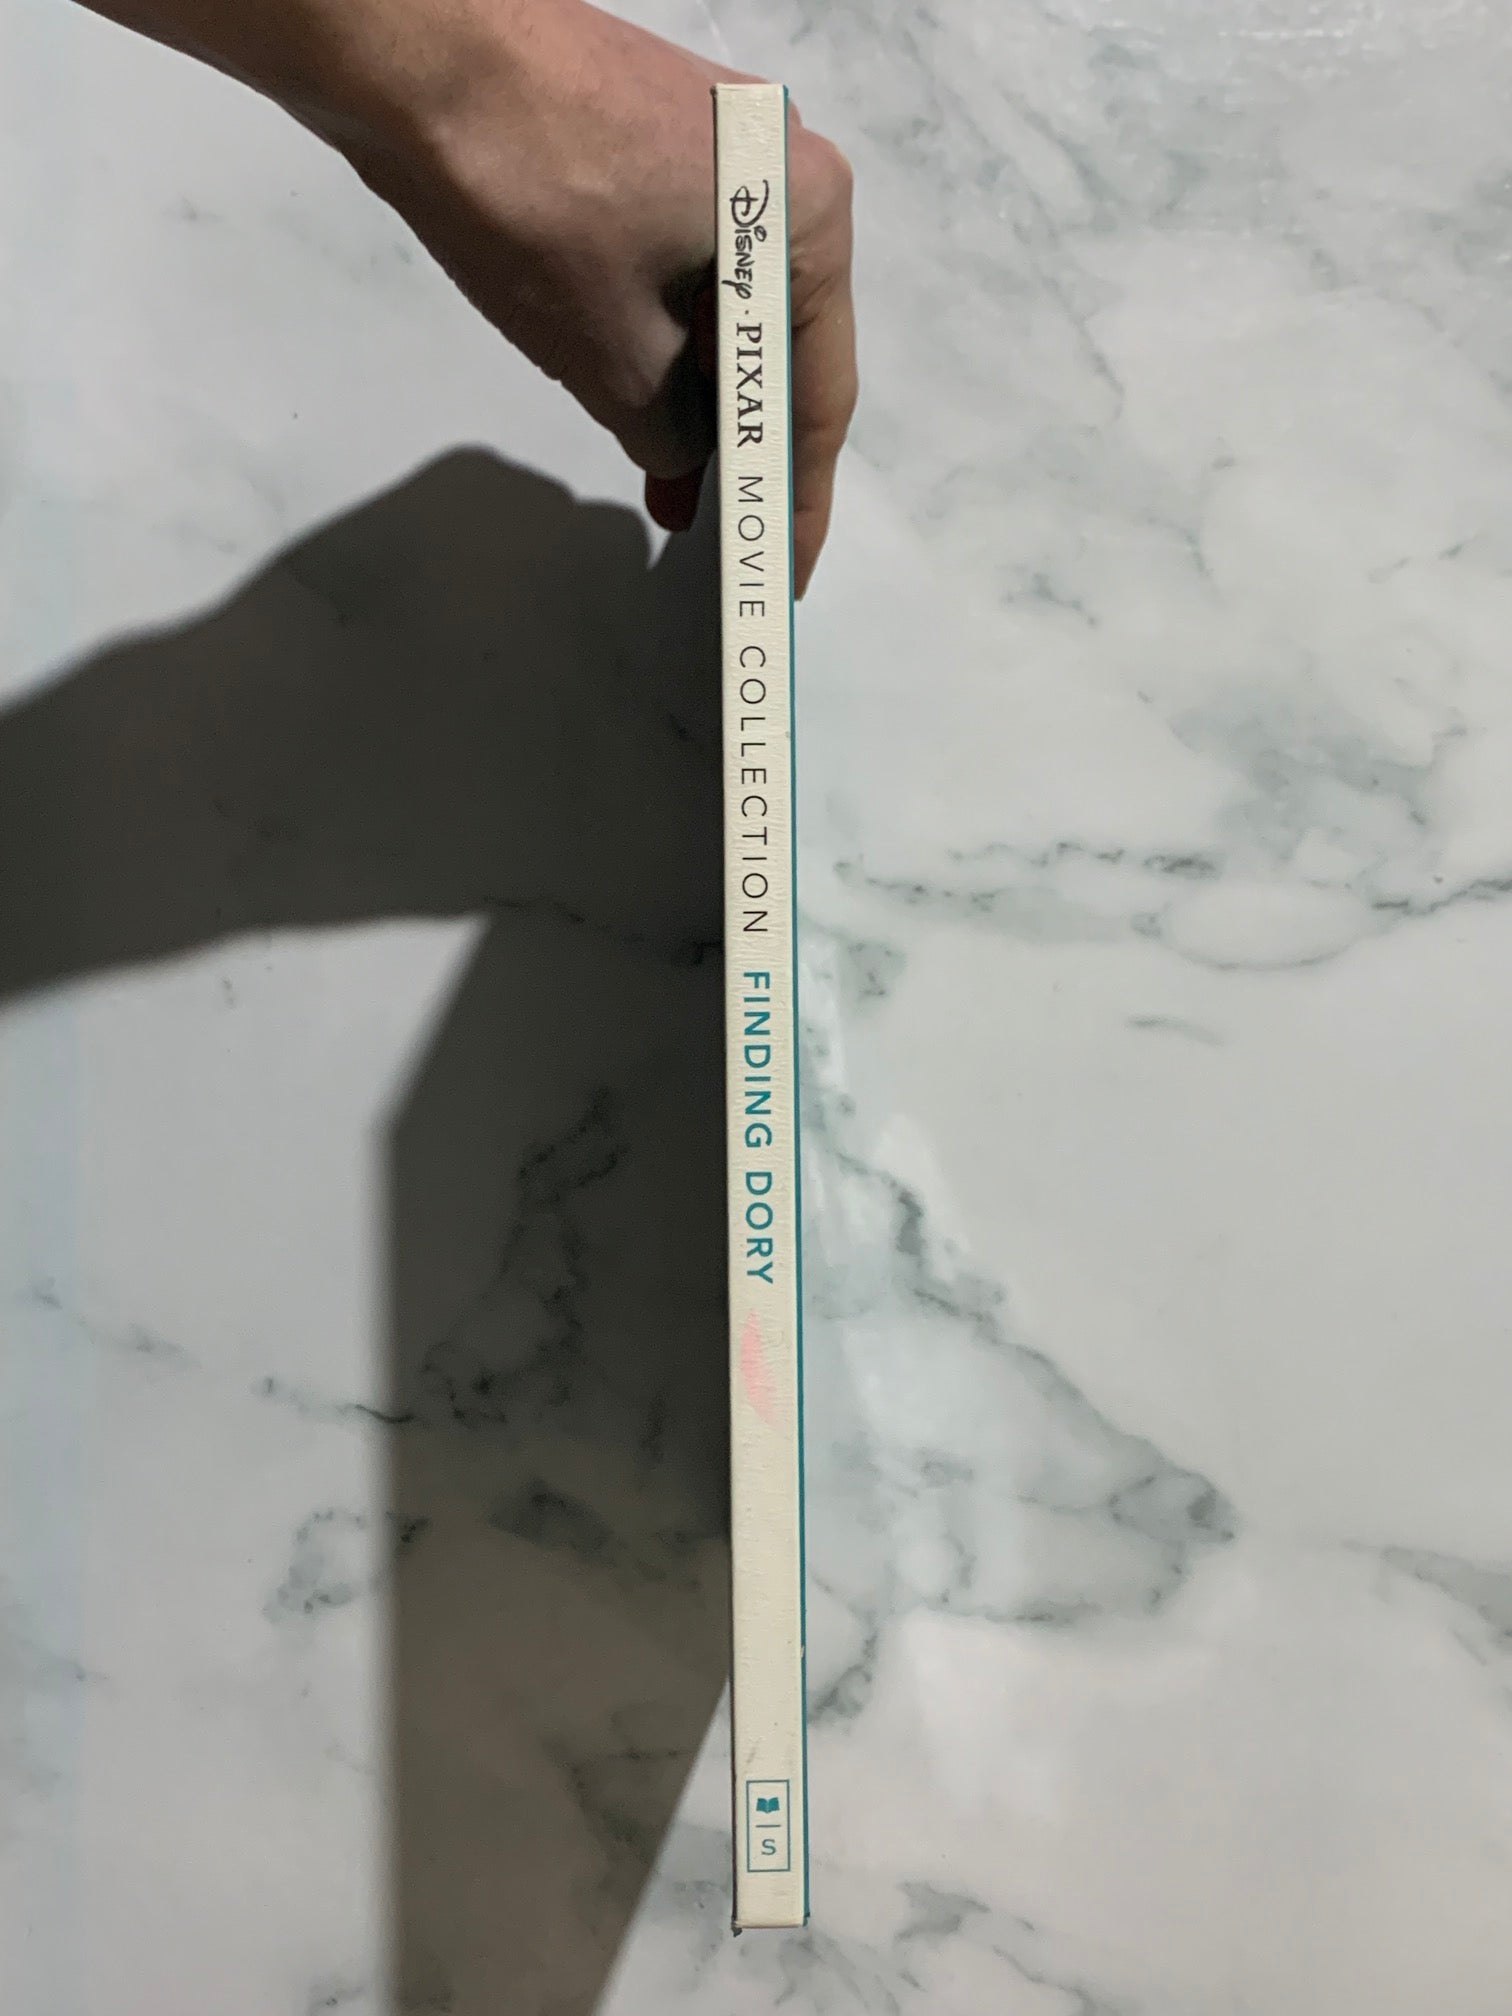 Disney · PIXAR MOVIE COLLECTION FINDING DORY
S